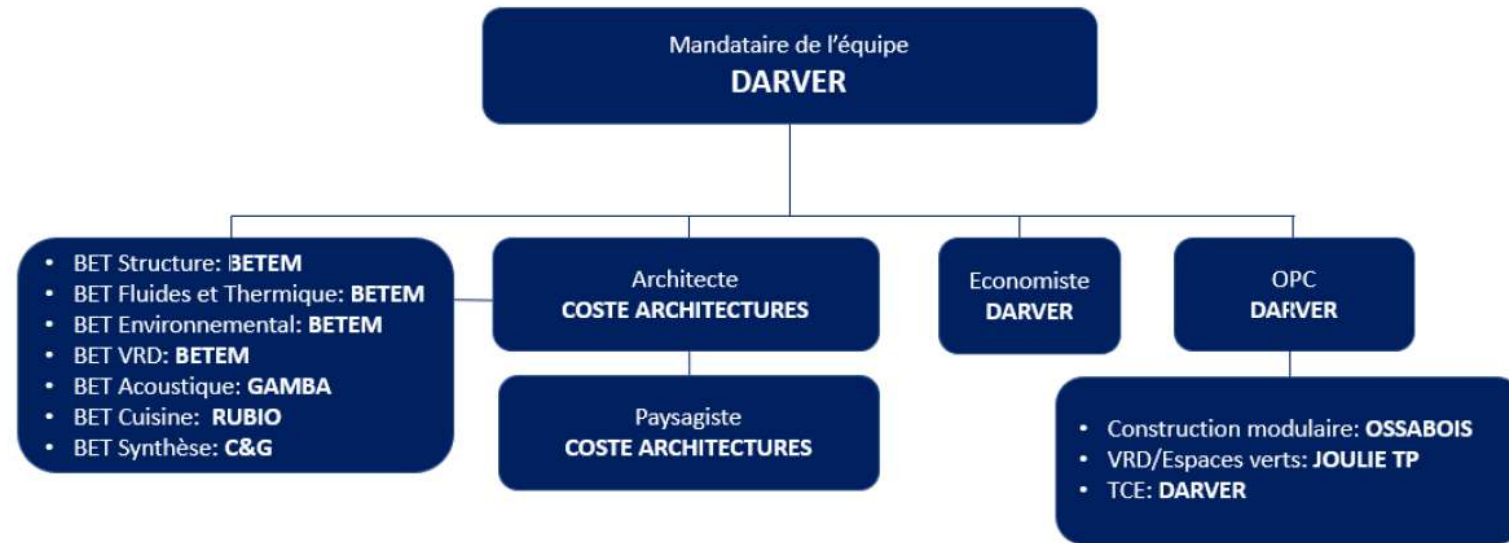 Mandataire de l’équipe
DARVER
• BET Structure: BETEM
• BET Fluides et Thermique: BETEM
• BET Environnemental: BETEM
• BET VRD: BETEM
• BET Acoustique: GAMBA
• BET Cuisine: RUBIO
• BET Synthèse: C&G
Architecte
COSTE ARCHITECTURES
Paysagiste
COSTE ARCHITECTURES
Economiste
DARVER
OPC
DARVER
• Construction modulaire: OSSABOIS
• VRD/Espaces verts: JOULIE TP
• TCE: DARVER